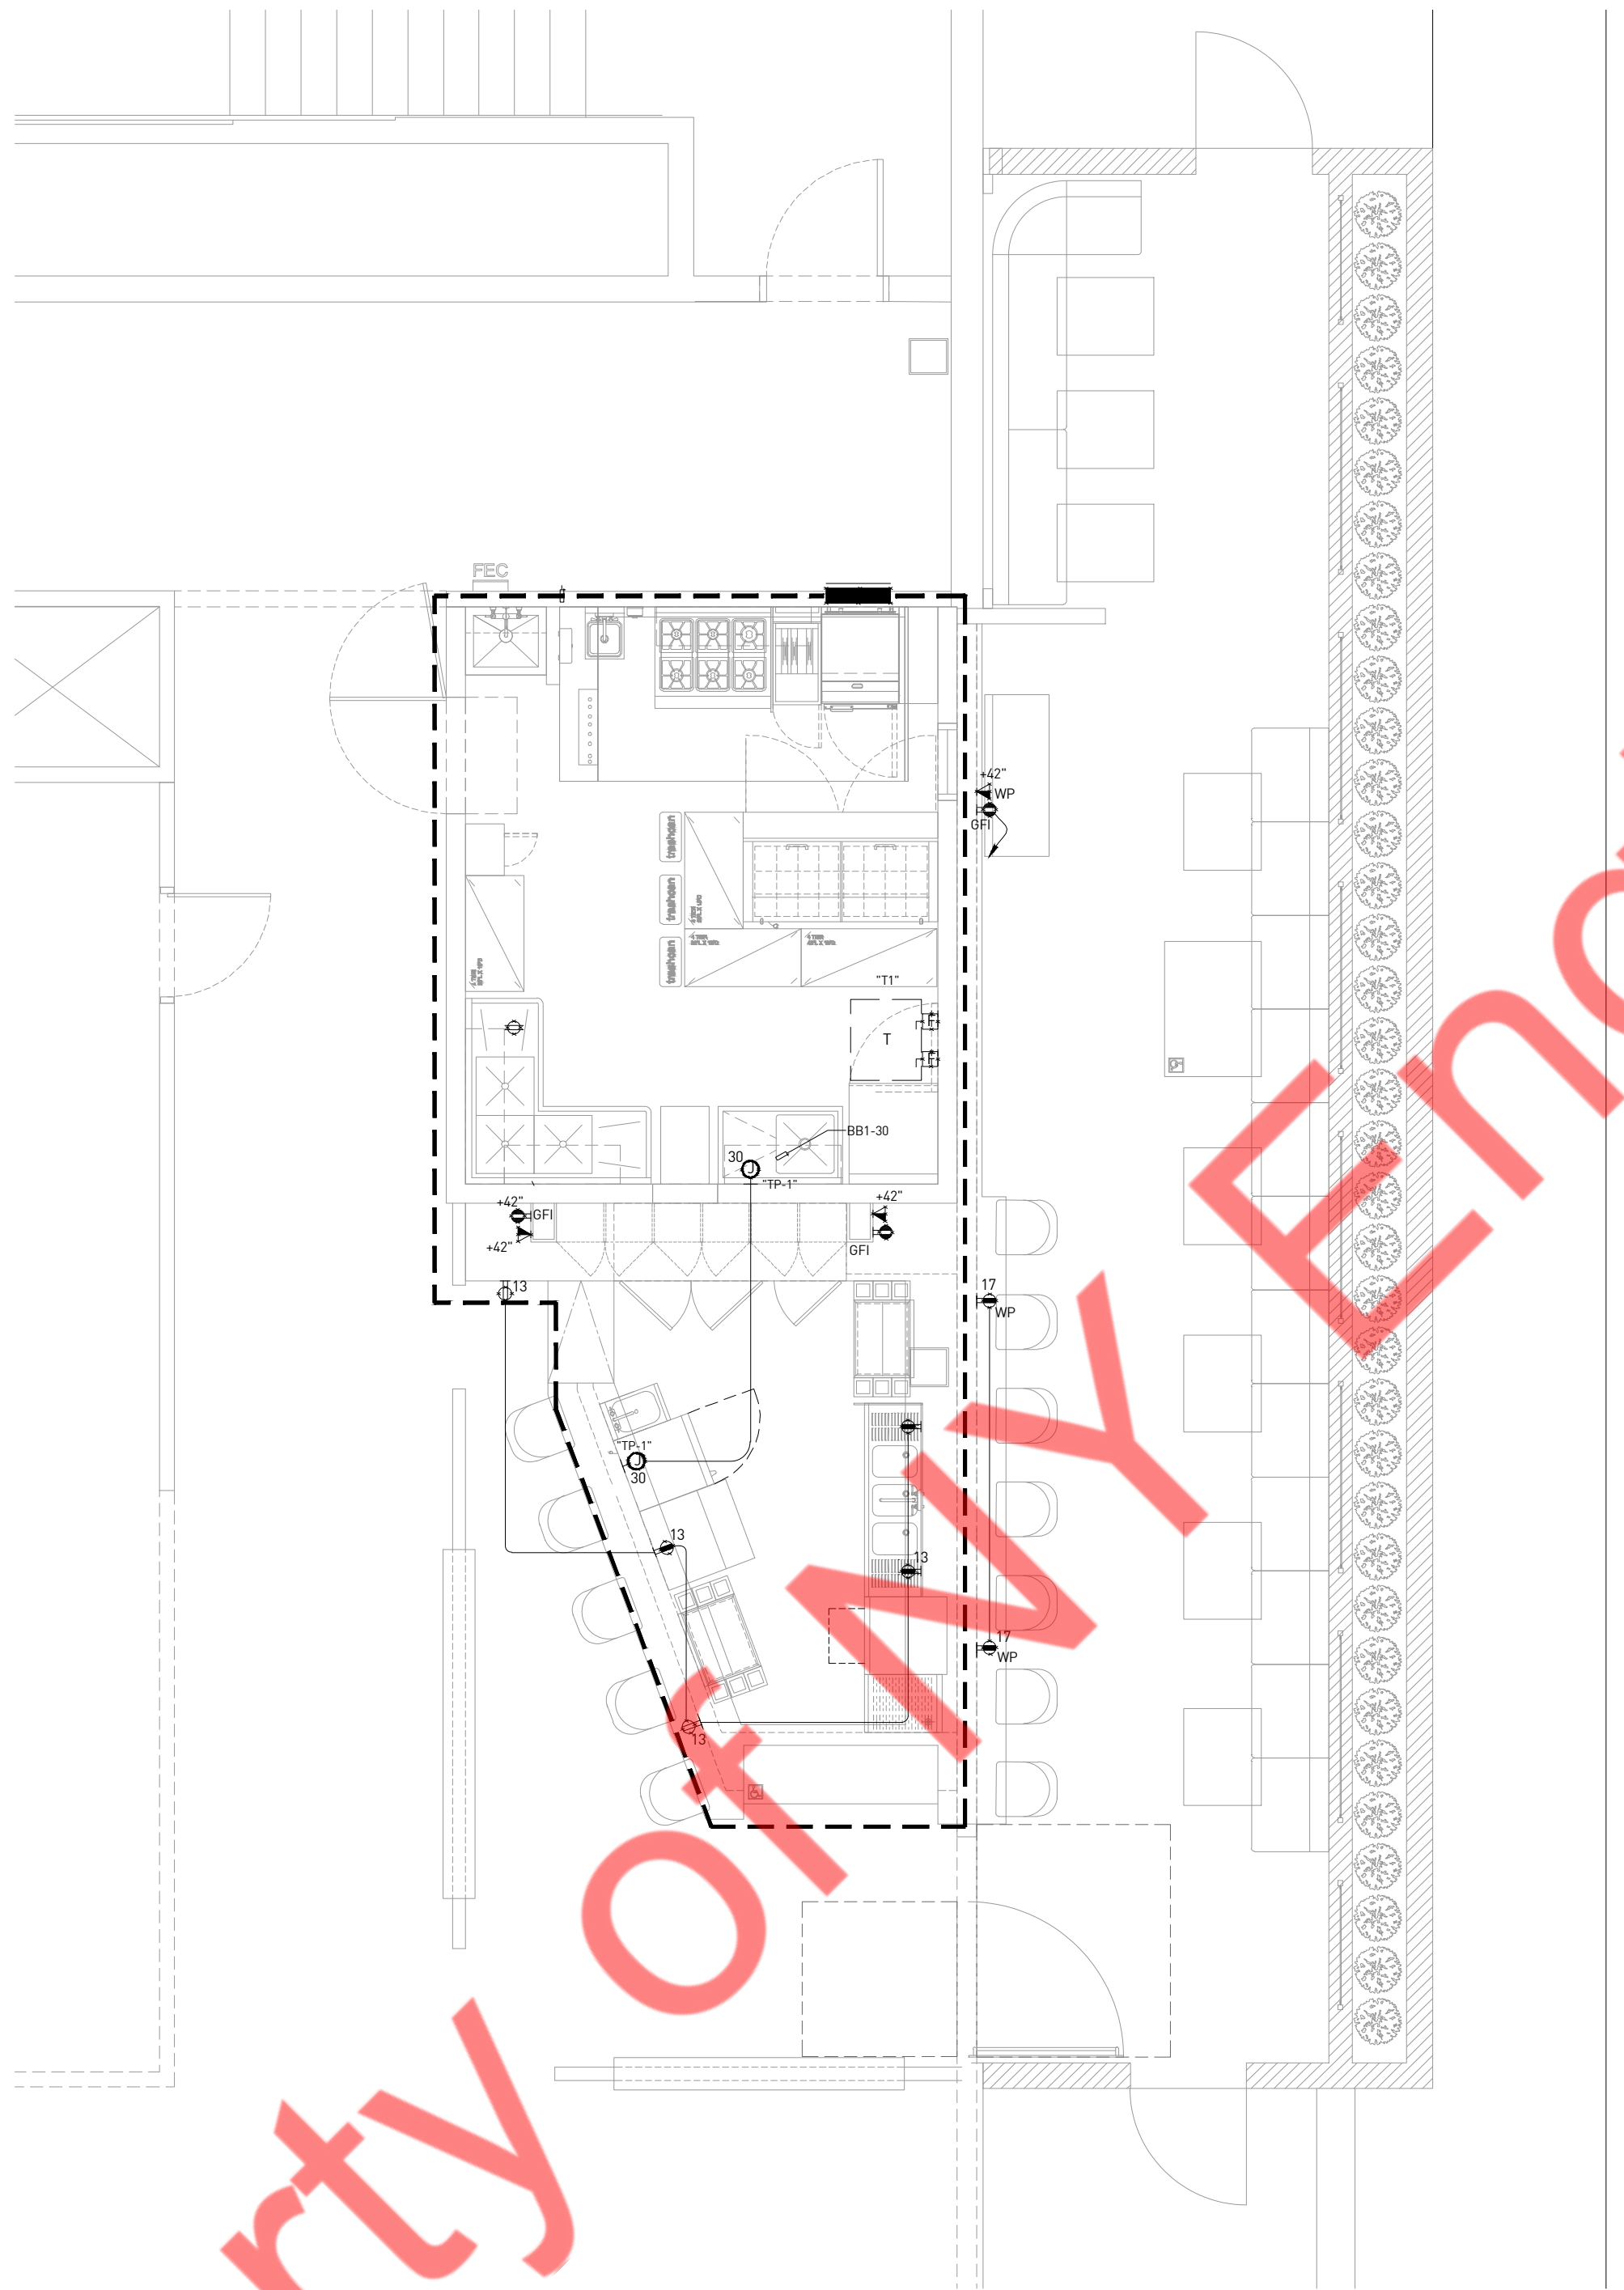 FEC
+42"
WP
GFI
trashcan
trashcan
trashcan
"T1"
T
BB1-30
30
J
"TP-1"
+42"
GFI
+42"
+42"
GFI
13
17
WP
"TP-1"
J
30
13
13
17
WP
13
rty of NY Eng